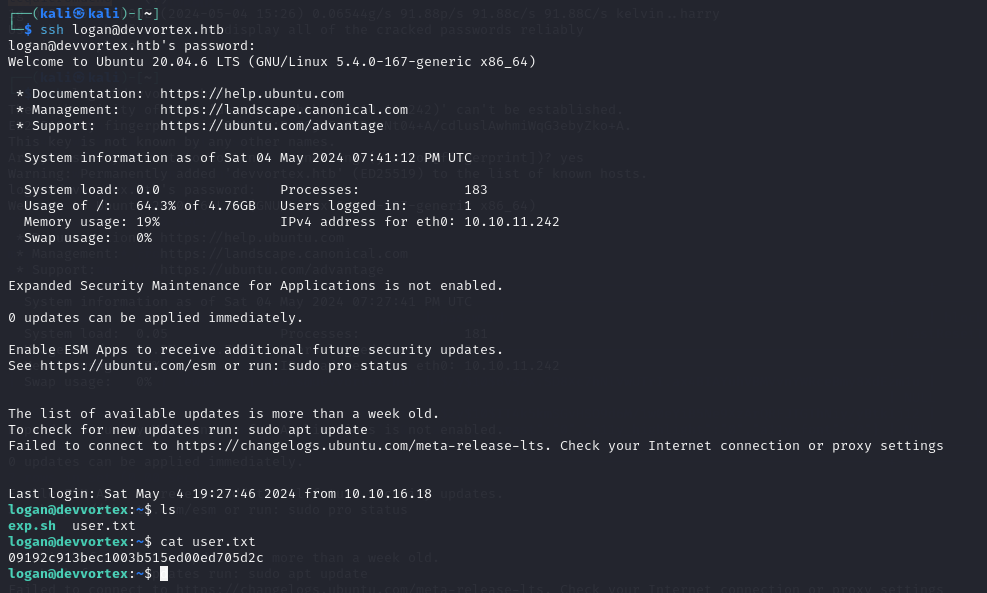 ┌──(kali㉿kali)-[~]
└─$ ssh logan@devvortex.htb
logan@devvortex.htb's password:
Welcome to Ubuntu 20.04.6 LTS (GNU/Linux 5.4.0-167-generic x86_64)
* Documentation:  https://help.ubuntu.com
* Management:     https://landscape.canonical.com
* Support:        https://ubuntu.com/advantage
System information as of Sat 04 May 2024 07:41:12 PM UTC
System load:  0.0               Processes:             183
Usage of /:   64.3% of 4.76GB   Users logged in:       1
Memory usage: 19%               IPv4 address for eth0: 10.10.11.242
Swap usage:   0%
Expanded Security Maintenance for Applications is not enabled.
0 updates can be applied immediately.
Enable ESM Apps to receive additional future security updates.
See https://ubuntu.com/esm or run: sudo pro status
The list of available updates is more than a week old.
To check for new updates run: sudo apt update
Failed to connect to https://changelogs.ubuntu.com/meta-release-lts. Check your Internet connection or proxy settings
Last login: Sat May  4 19:27:46 2024 from 10.10.16.18
logan@devvortex:~$ ls
exp.sh  user.txt
logan@devvortex:~$ cat user.txt
09192c913bec1003b515ed00ed705d2c
logan@devvortex:~$